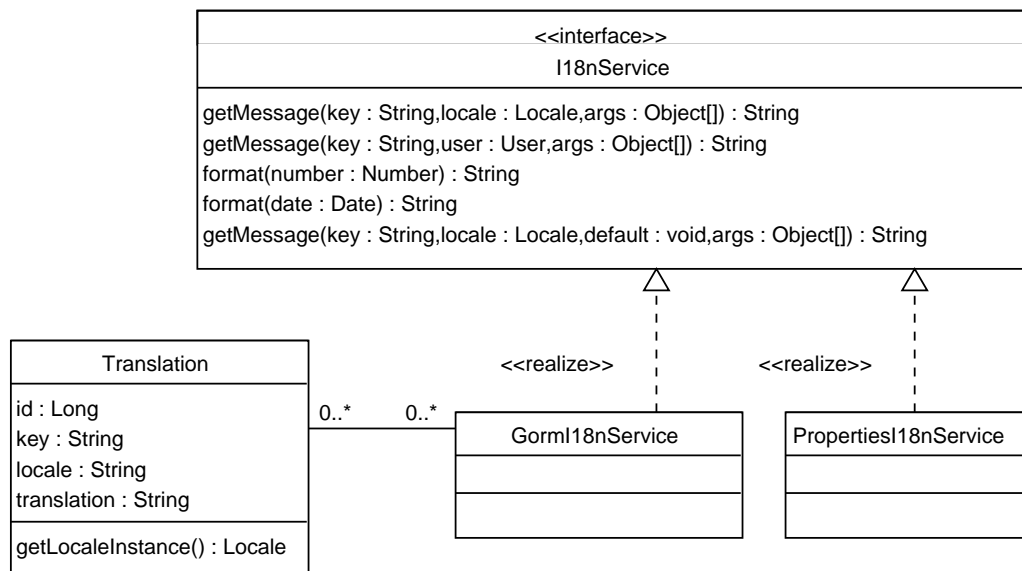 <<interface>>
I18nService
getMessage(key : String,locale : Locale,args : Object[]) : String
getMessage(key : String,user : User,args : Object[]) : String
format(number : Number) : String
format(date : Date) : String
getMessage(key : String,locale : Locale,default : void,args : Object[]) : String
<<realize>>
<<realize>>
Translation
id : Long
key : String
locale : String
translation : String
getLocaleInstance() : Locale
0..*
0..*
GormI18nService
PropertiesI18nService